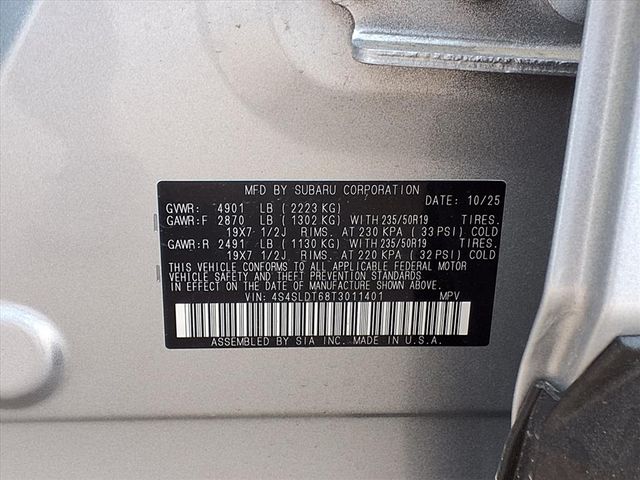 MFD BY SUBARU CORPORATION
GVWR: 4901 LB (2223 KG) DATE: 10/25
GAWR:F 2870 LB (1302 KG) WITH 235/50R19 TIRES.
19X7 1/2J RIMS. AT 230 KPA (33 PSI) COLD
GAWR:R 2491 LB (1130 KG) WITH 235/50R19 TIRES.
19X7 1/2J RIMS. AT 220 KPA (32 PSI) COLD
THIS VEHICLE CONFORMS TO ALL APPLICABLE FEDERAL MOTOR
VEHICLE SAFETY AND THEFT PREVENTION STANDARDS
IN EFFECT ON THE DATE OF MANUFACTURE SHOWN ABOVE
VIN: 4S4SLDT68T3011401 MPV
ASSEMBLED BY SIA INC. MADE IN U.S.A.